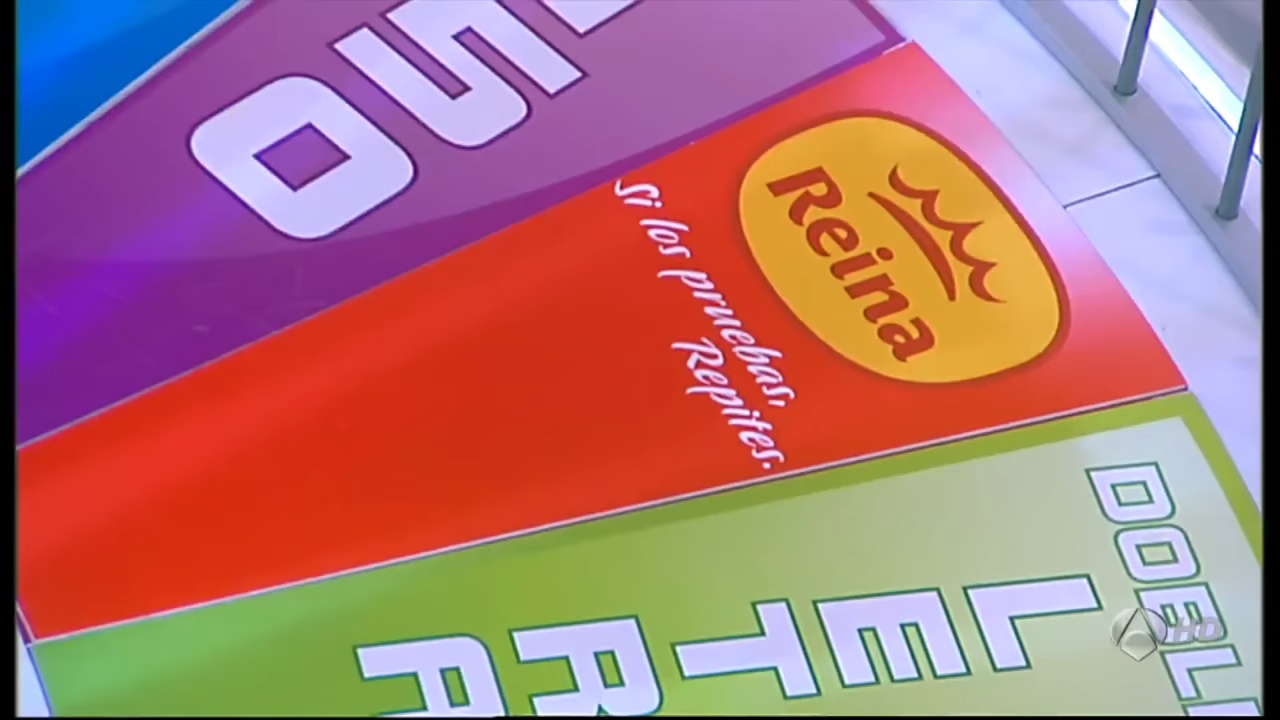 50
Reina
Si los pruebas,
Repites.
DOBLE
LETRA
HD